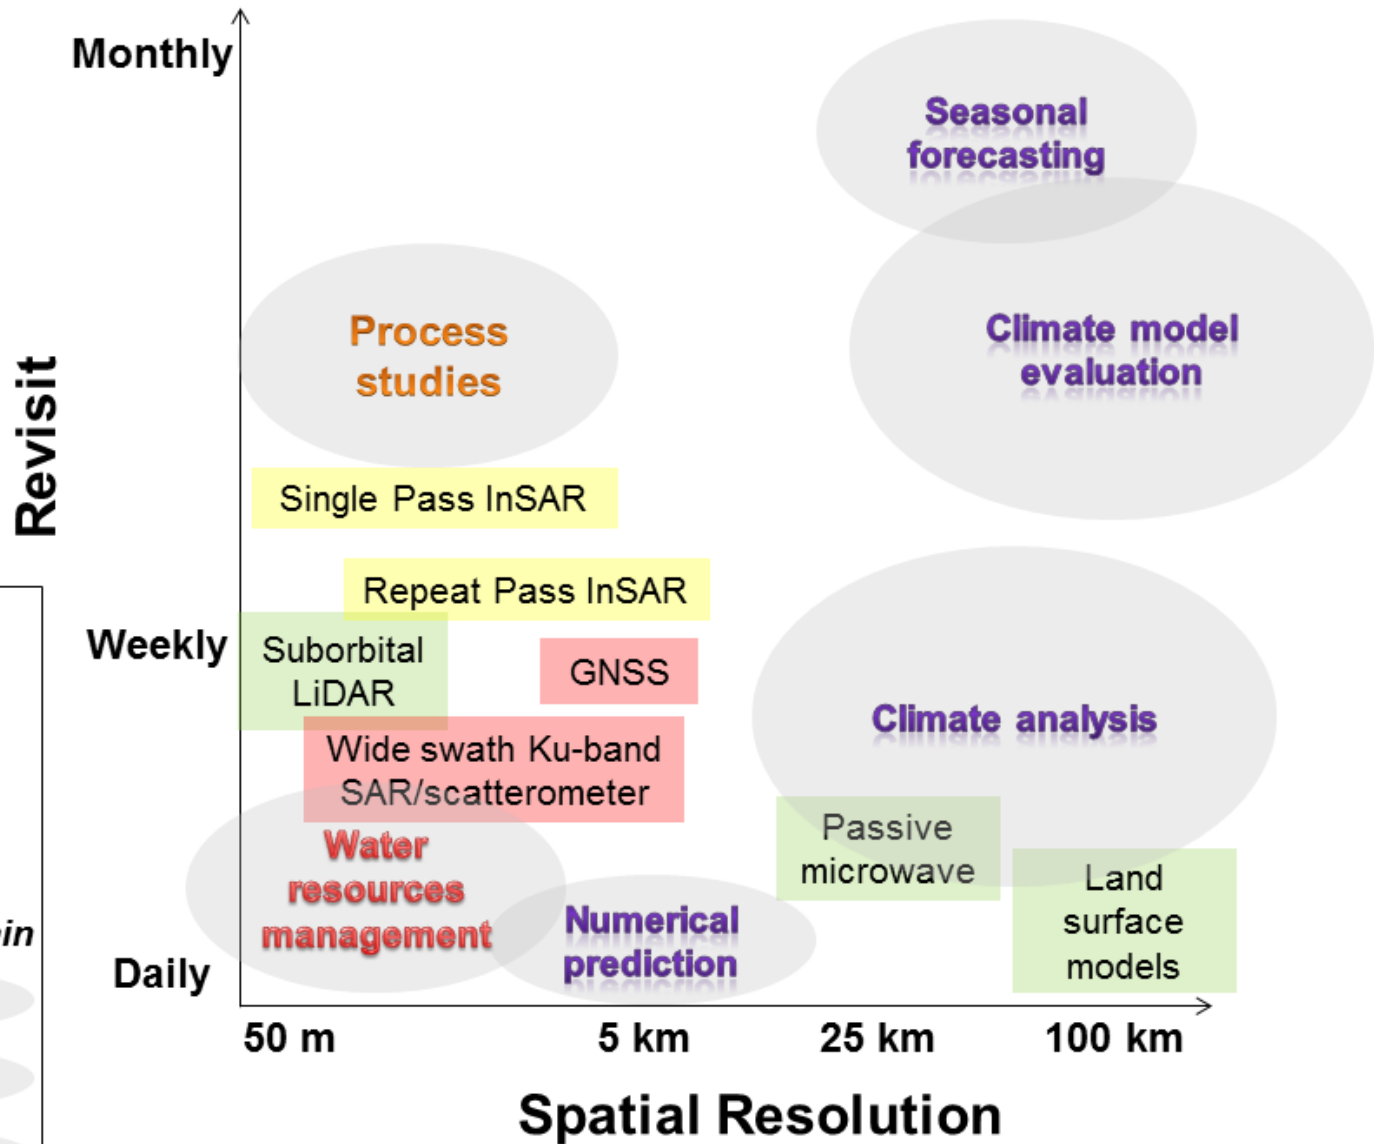 Monthly
Seasonal
forecasting
Climate model
evaluation
Process
studies
Revisit
Single Pass InSAR
Repeat Pass InSAR
Weekly
Suborbital
LiDAR
GNSS
Wide swath Ku-band
SAR/scatterometer
Climate analysis
Passive
microwave
Land
surface
models
Water
resources
management
Numerical
prediction
in
Daily
50 m
5 km
25 km
100 km
Spatial Resolution